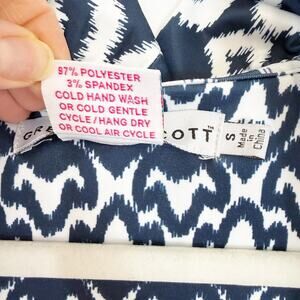 97% POLYESTER
3% SPANDEX
COLD HAND WASH
OR COLD GENTLE
CYCLE/HANG DRY
OR COOL AIR CYCLE
GRE
COTT
S
Made in
China